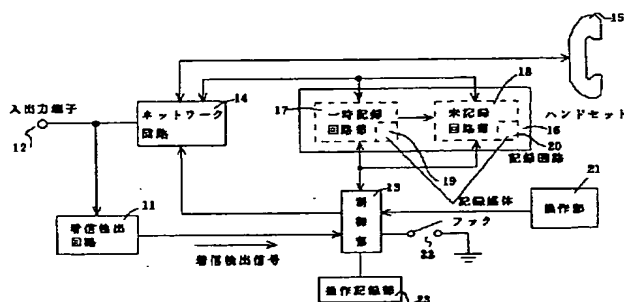 15
18
14
17
一時記録
回路部
末記録
回路部
ハンドセット
入出力端子
ネットワーク
回路
16
20
12
記録回路
19
13
21
記録媒体
11
制
御
部
操作部
着信検出
回路
フック
着信検出信号
22
操作記録部
23